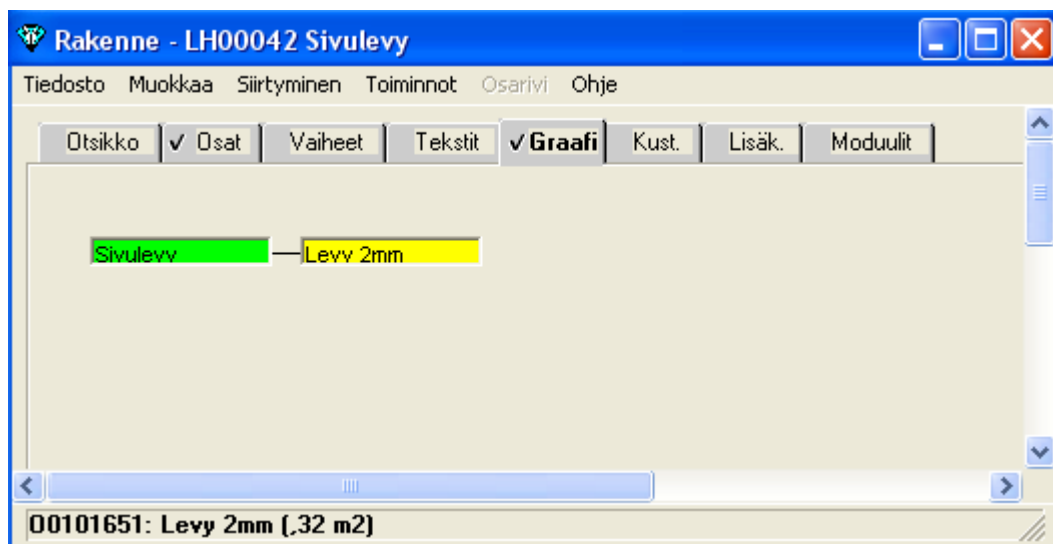 Rakenne - LH00042 Sivulevy
Tiedosto Muokkaa Siirtyminen Toiminnot Osarivi Ohje
Otsikko ✓ Osat Vaiheet Tekstit ✓ Graafi Kust. Lisäk. Moduulit
Sivulevy Levy 2mm
O0101651: Levy 2mm (,32 m2)